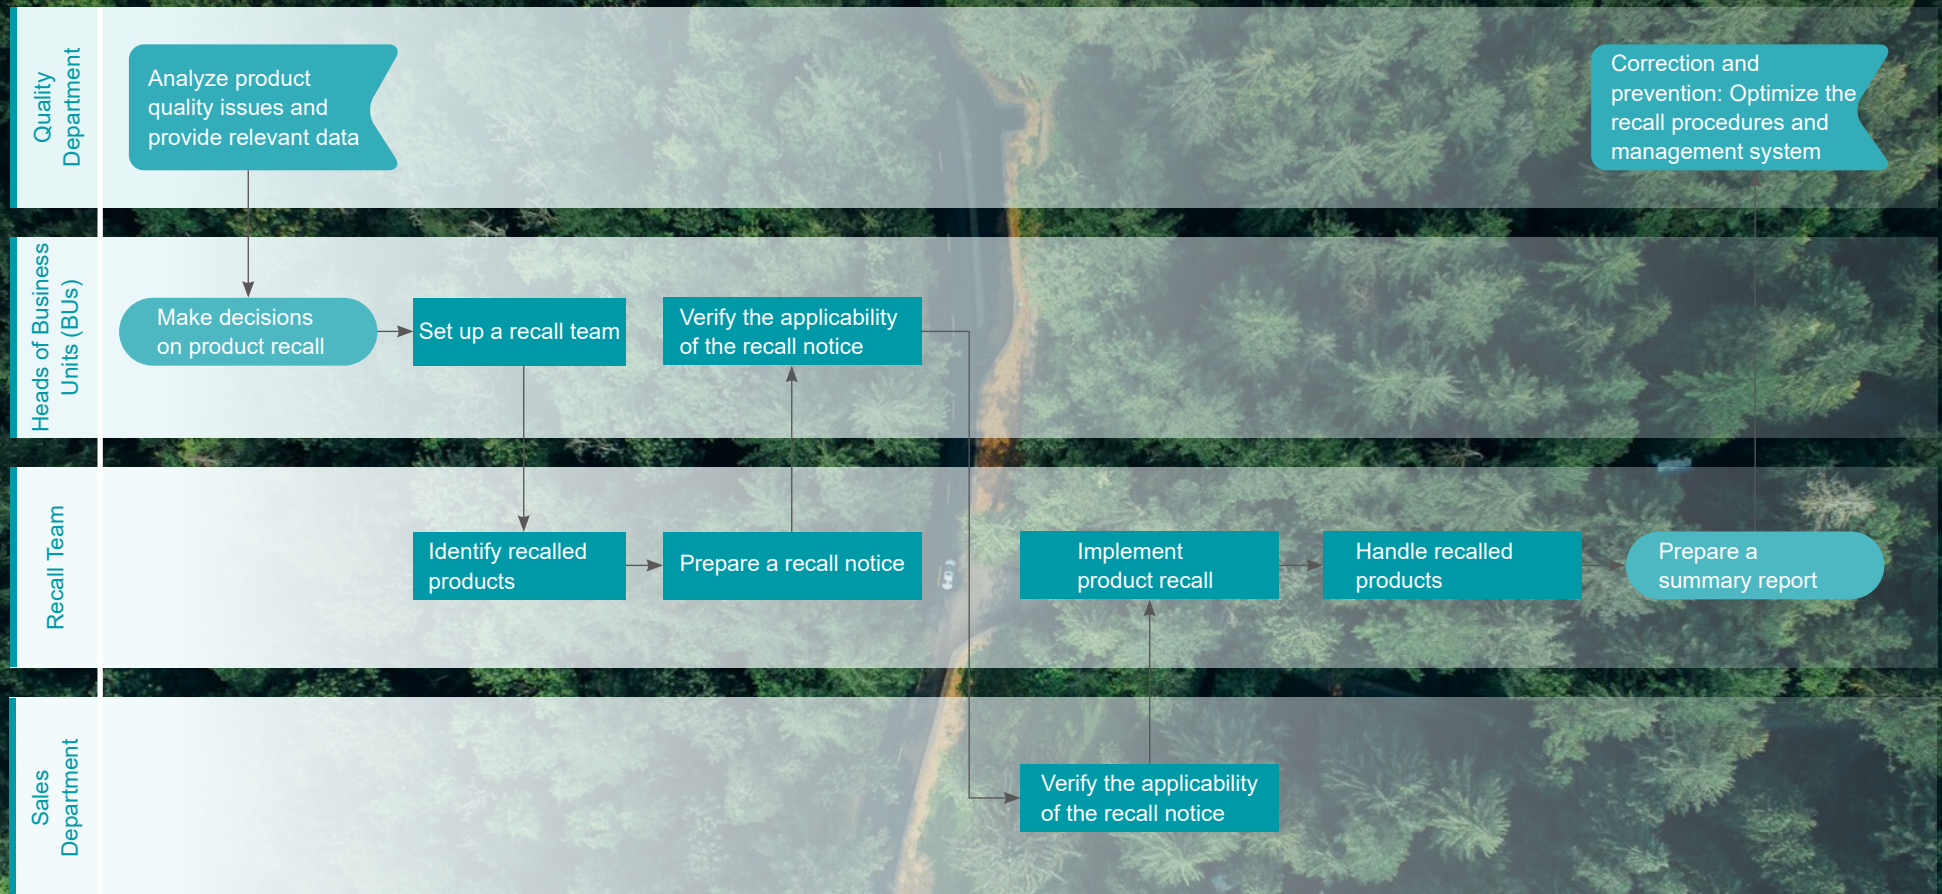 Quality
Department
Analyze product
quality issues and
provide relevant data
Correction and
prevention: Optimize the
recall procedures and
management system
Heads of Business
Units (BUs)
Make decisions
on product recall
Set up a recall team
Verify the applicability
of the recall notice
Recall Team
Identify recalled
products
Prepare a recall notice
Implement
product recall
Handle recalled
products
Prepare a
summary report
Sales
Department
Verify the applicability
of the recall notice